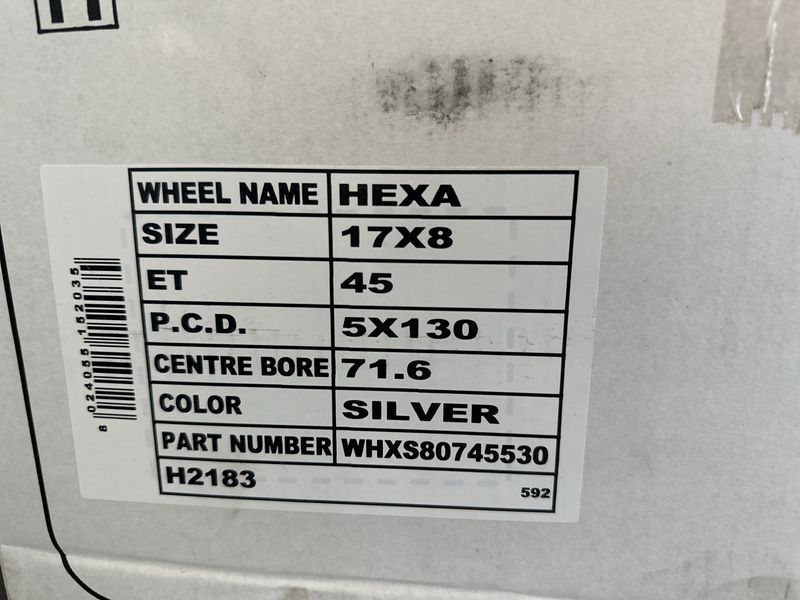 WHEEL NAME HEXA
SIZE 17X8
ET 45
P.C.D. 5X130
CENTRE BORE 71.6
COLOR SILVER
PART NUMBER WHXS80745530
H2183 592
8 024055 152035